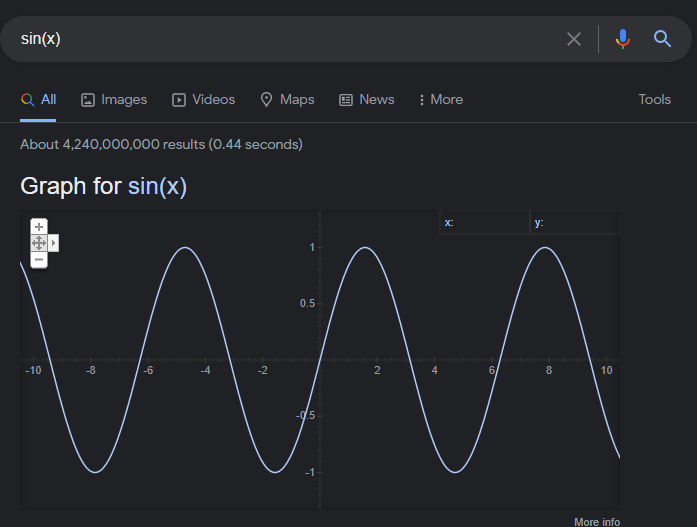 sin(x)
All Images Videos Maps News More Tools
About 4,240,000,000 results (0.44 seconds)
Graph for sin(x)
x: y:
1
0.5
-10 -8 -6 -4 -2 2 4 6 8 10
-0.5
-1
More info